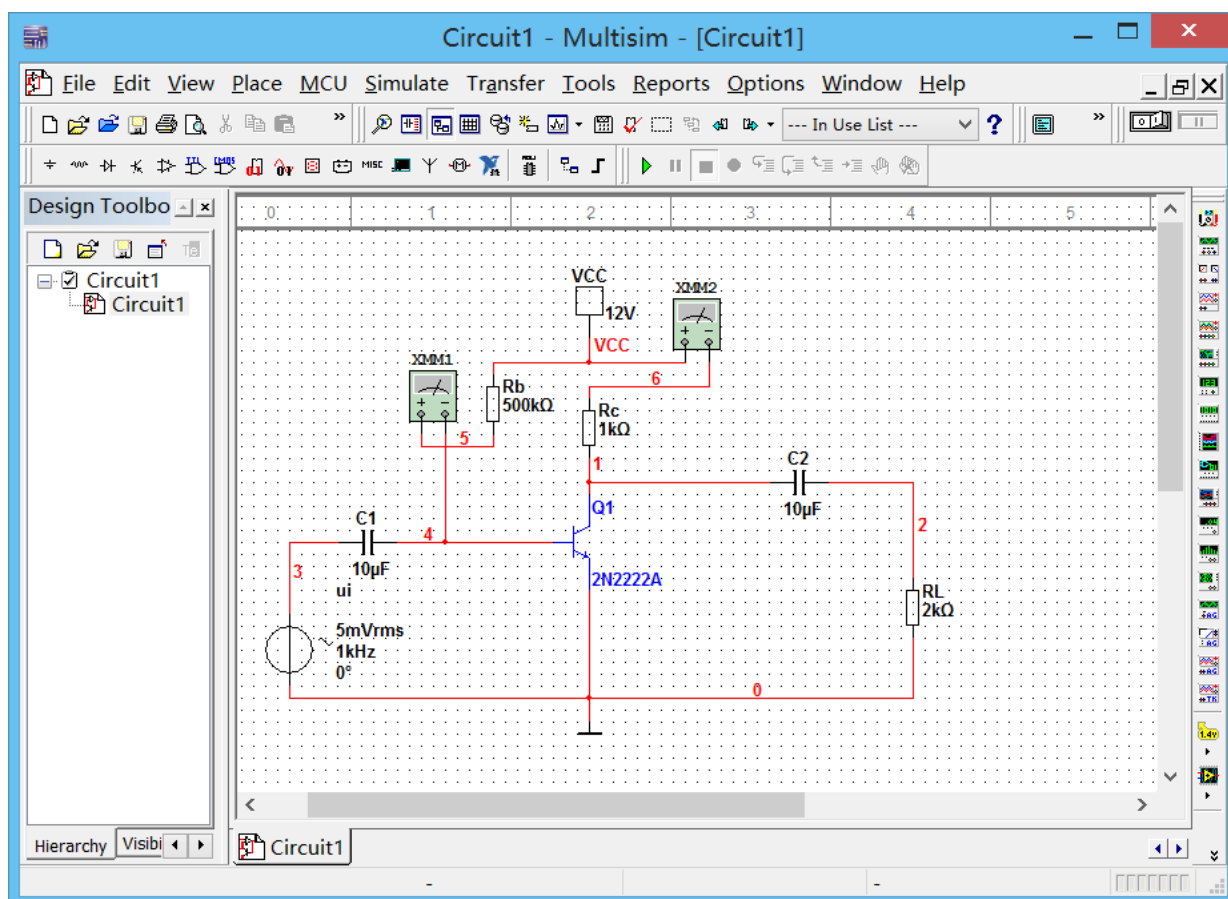 Circuit1 - Multisim - [Circuit1]
File Edit View Place MCU Simulate Transfer Tools Reports Options Window Help
--- In Use List ---
MISC
Design Toolbo
Circuit1
Circuit1
0 1 2 3 4 5
VCC
12V
VCC
XMM2
XMM1
6
Rb
500kΩ
Rc
1kΩ
5
1
C2
10µF
Q1
C1
4
2
10µF
3
ui
2N2222A
RL
2kΩ
5mVrms
1kHz
0°
0
Hierarchy Visibi
Circuit1
- -